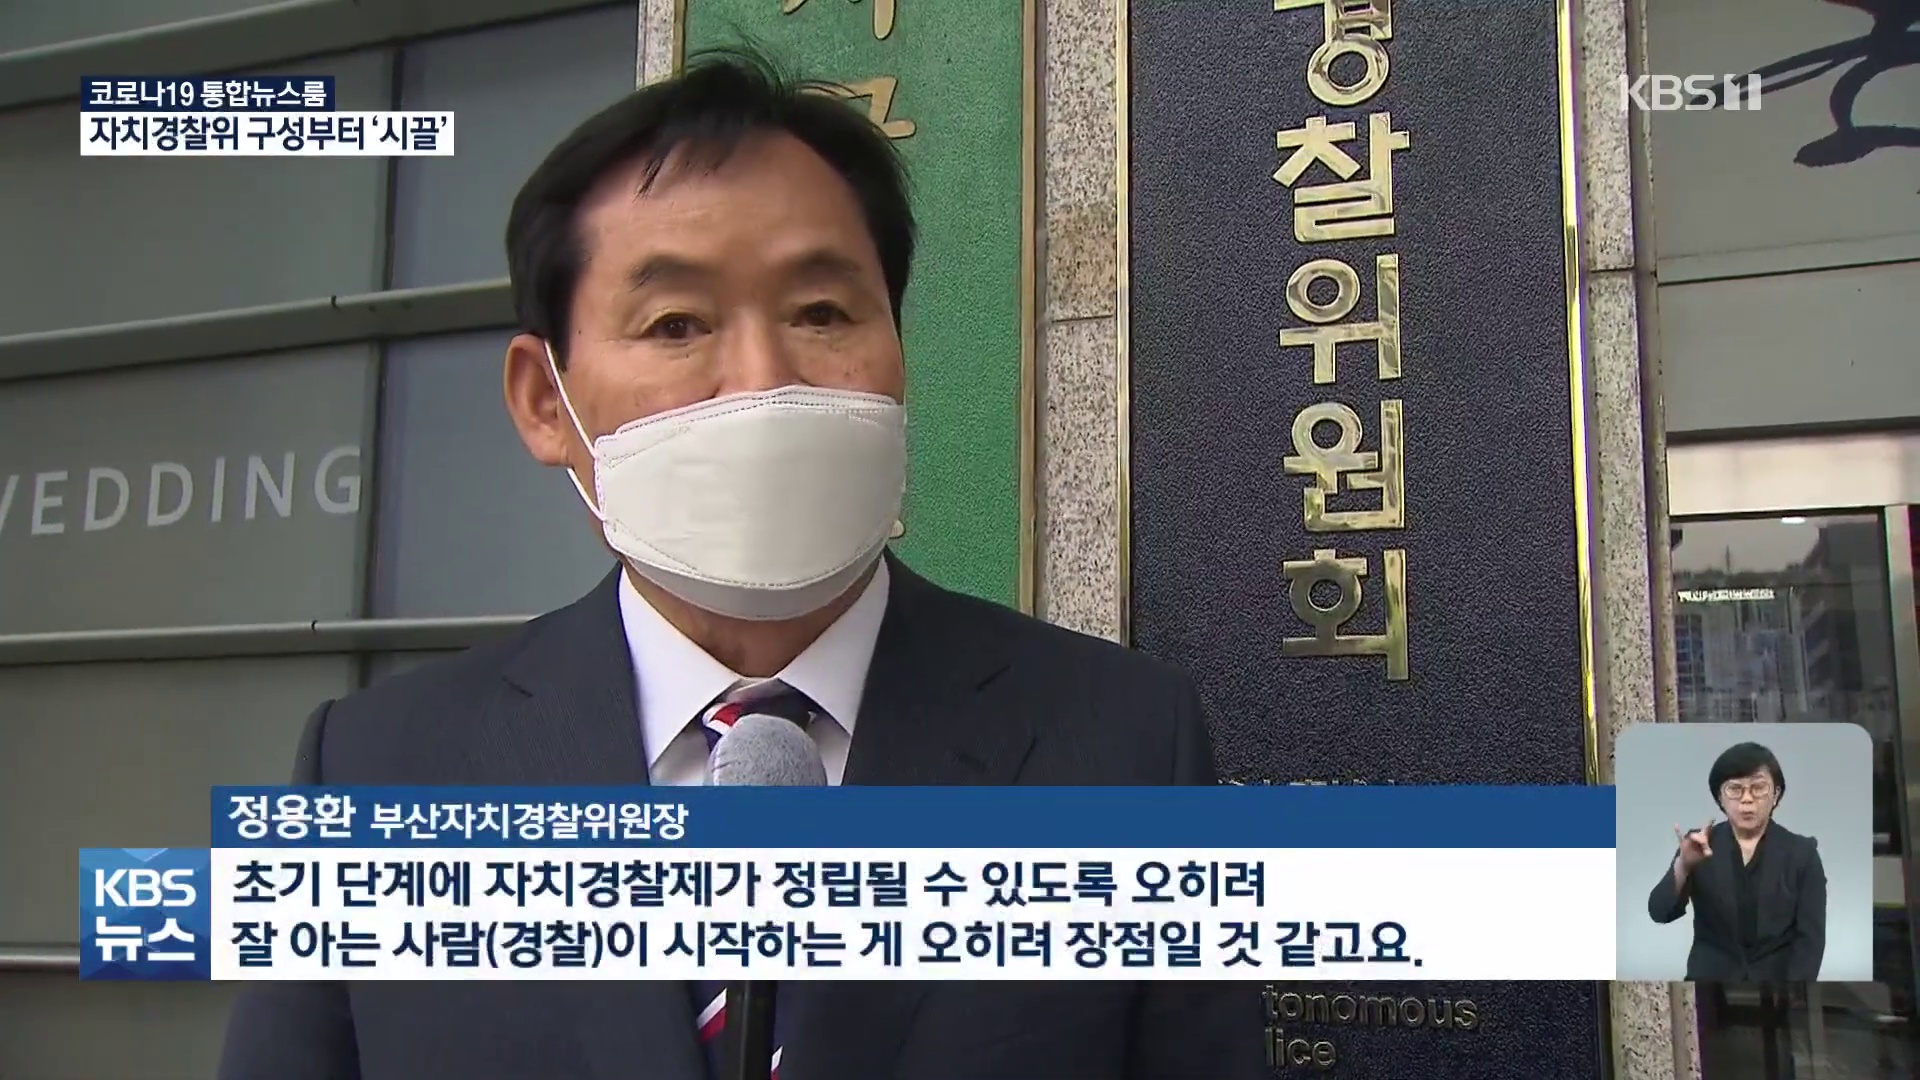 코로나19 통합뉴스룸
자치경찰위 구성부터 ‘시끌’
KBS 1
경찰위원회
WEDDING
정용환 부산자치경찰위원장
KBS
뉴스
초기 단계에 자치경찰제가 정립될 수 있도록 오히려
잘 아는 사람(경찰)이 시작하는 게 오히려 장점일 것 같고요.
tonomous
lice